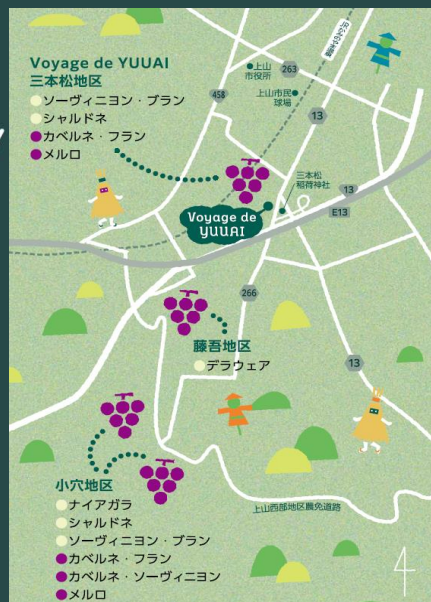 Voyage de YUUAI
三本松地区
ソーヴィニヨン・ブラン
シャルドネ
カベルネ・フラン
メルロ
上山
市役所
263
458
上山市民
球場
13
三本松
稲荷神社
13
E13
Voyage de
YUUAI
266
藤吾地区
デラウェア
13
小穴地区
ナイアガラ
シャルドネ
ソーヴィニヨン・ブラン
カベルネ・フラン
カベルネ・ソーヴィニヨン
メルロ
上山西部地区農免道路